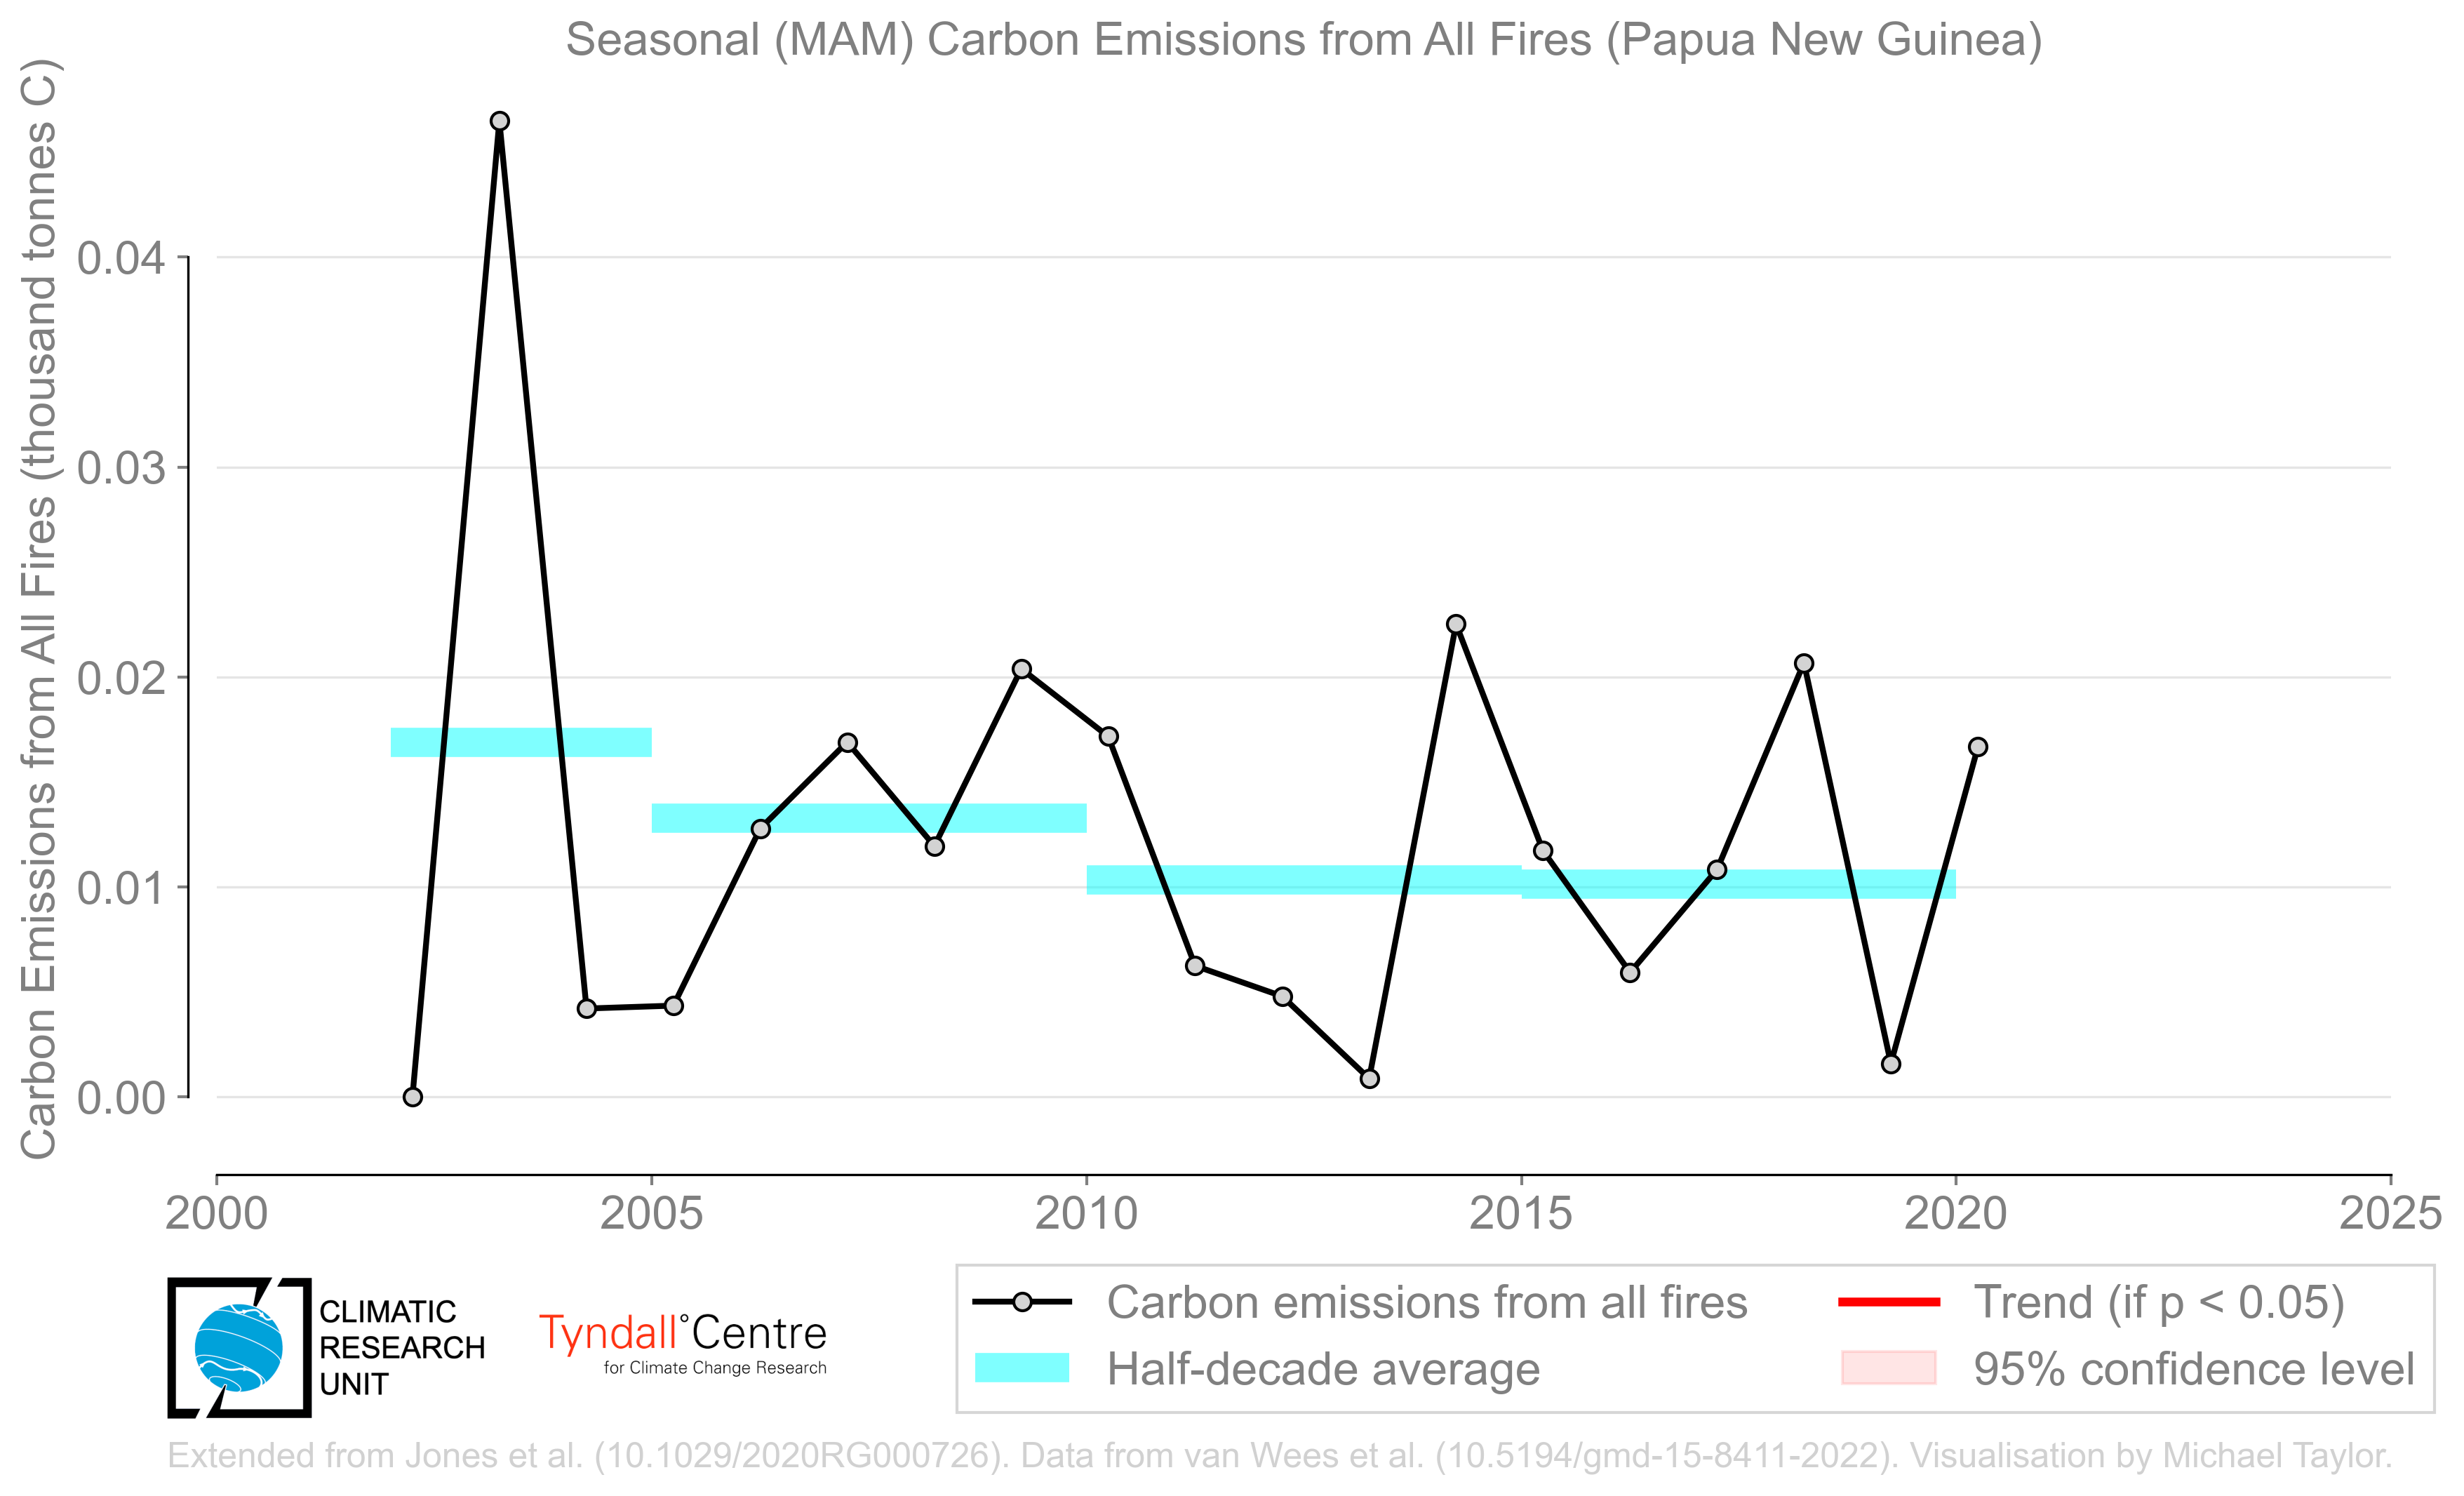 Seasonal (MAM) Carbon Emissions from All Fires (Papua New Guinea)
Carbon Emissions from All Fires (thousand tonnes C)
0.04
0.03
0.02
0.01
0.00
2000 2005 2010 2015 2020 2025
CLIMATIC
RESEARCH
UNIT
Tyndall°Centre
for Climate Change Research
Carbon emissions from all fires
Half-decade average
Trend (if p < 0.05)
95% confidence level
Extended from Jones et al. (10.1029/2020RG000726). Data from van Wees et al. (10.5194/gmd-15-8411-2022). Visualisation by Michael Taylor.